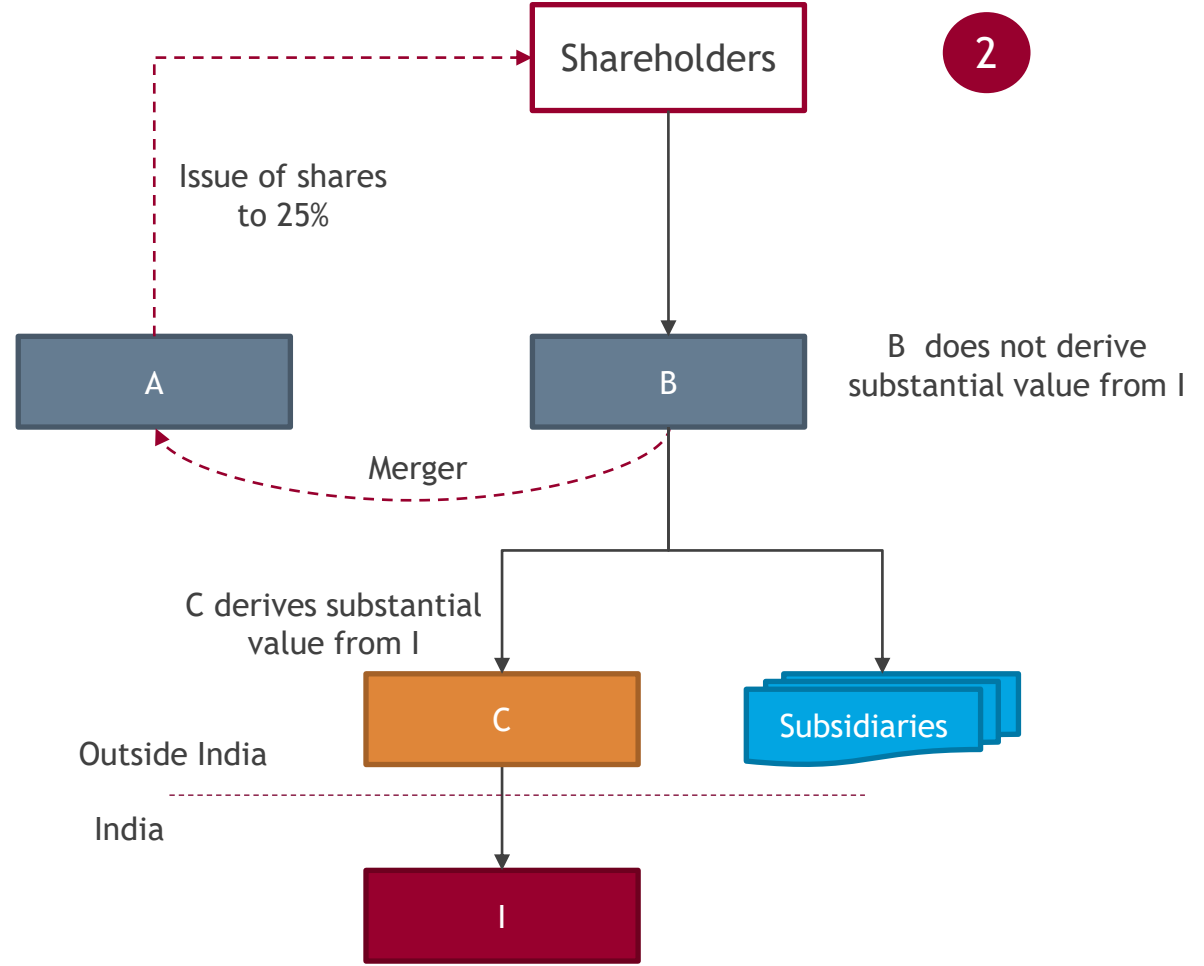 Shareholders
2
Issue of shares
to 25%
A
B
B does not derive
substantial value from I
Merger
C derives substantial
value from I
C
Subsidiaries
Outside India
India
I